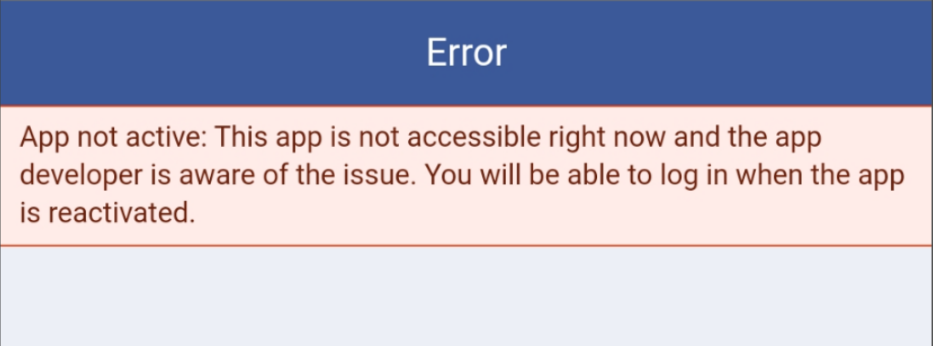 Error
App not active: This app is not accessible right now and the app
developer is aware of the issue. You will be able to log in when the app
is reactivated.